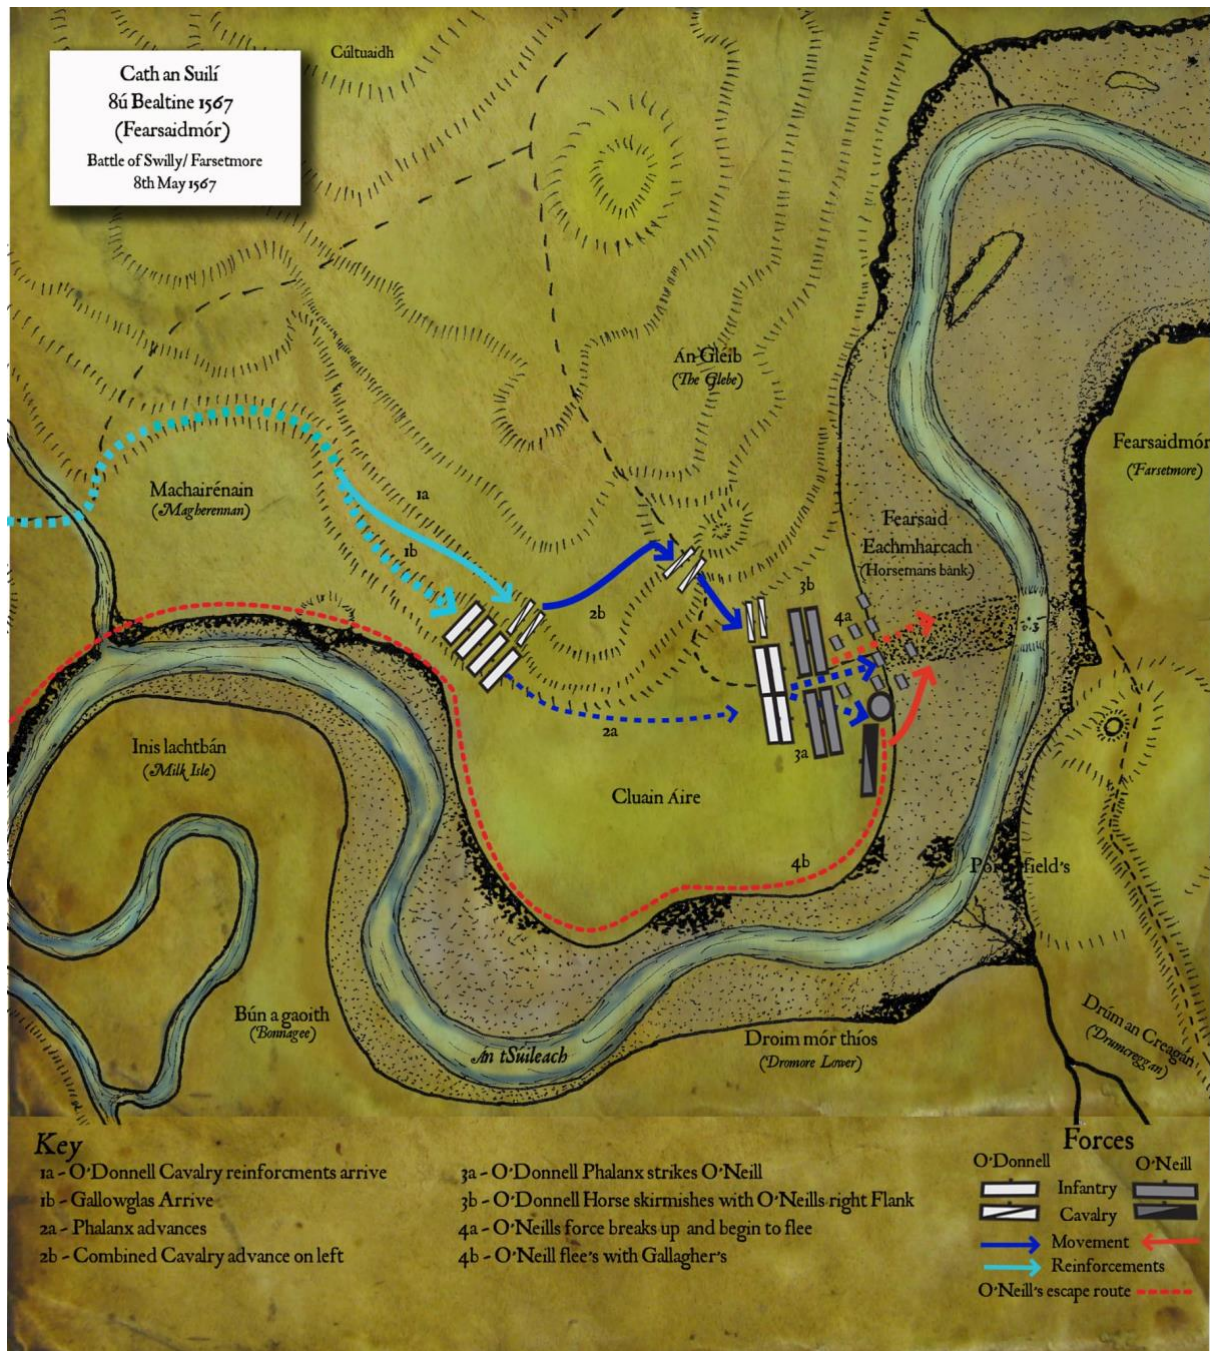 Cath an Suilí
8ú Bealtine 1567
(Fearsaidmór)
Battle of Swilly/ Farsetmore
8th May 1567
Cúltuaidh
An Gléib
(The Glebe)
Fearsaidmór
(Farsetmore)
Machairénain
(Magherennan)
1a
1b
Fearsaid
Eachmharcach
(Horsemans bank)
2b
3b
4a
2a
3a
Inis lachtbán
(Milk Isle)
Cluain Áire
4b
Bún a gaoith
(Bonnagee)
An tSúileach
Droim mór thíos
(Dromore Lower)
Drúm an Creagán
(Drumcreggan)
Key
1a - O'Donnell Cavalry reinforcments arrive
1b - Gallowglas Arrive
2a - Phalanx advances
2b - Combined Cavalry advance on left
3a - O'Donnell Phalanx strikes O'Neill
3b - O'Donnell Horse skirmishes with O'Neills right Flank
4a - O'Neills force breaks up and begin to flee
4b - O'Neill flee's with Gallagher's
Forces
O'Donnell O'Neill
Infantry
Cavalry
Movement
Reinforcements
O'Neill's escape route